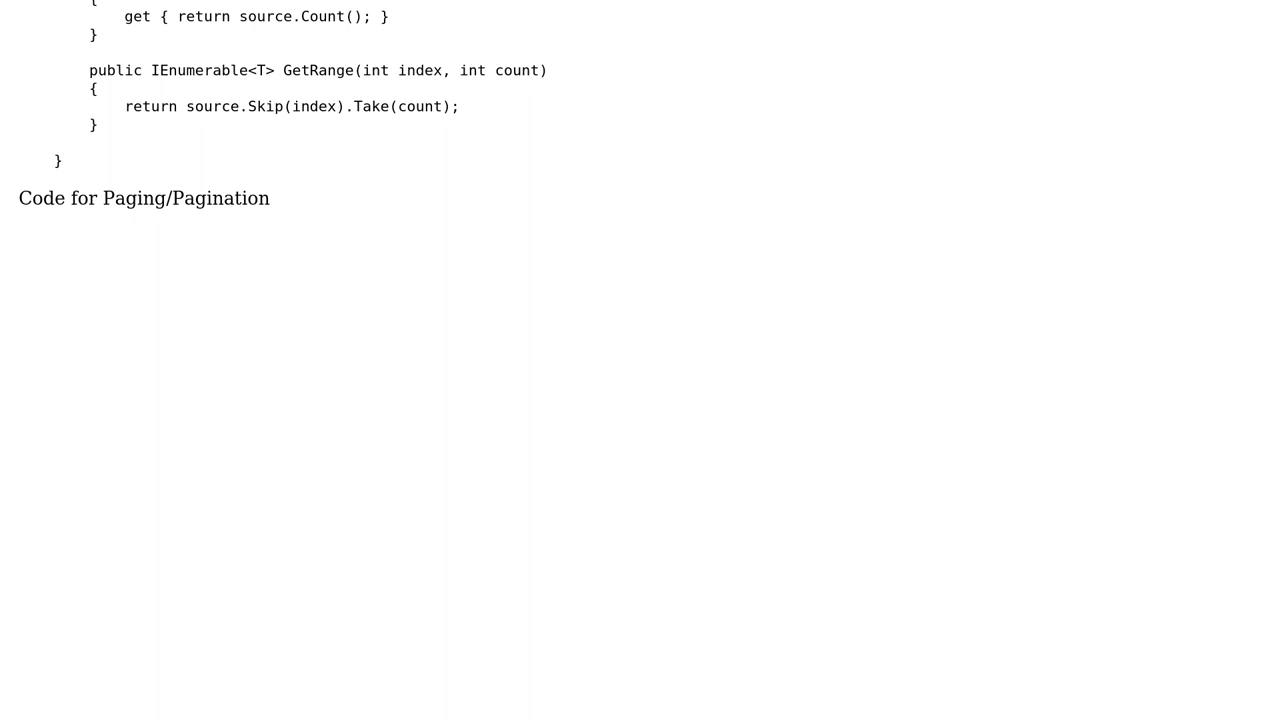 {
get { return source.Count(); }
}
public IEnumerable<T> GetRange(int index, int count)
{
return source.Skip(index).Take(count);
}
}
Code for Paging/Pagination